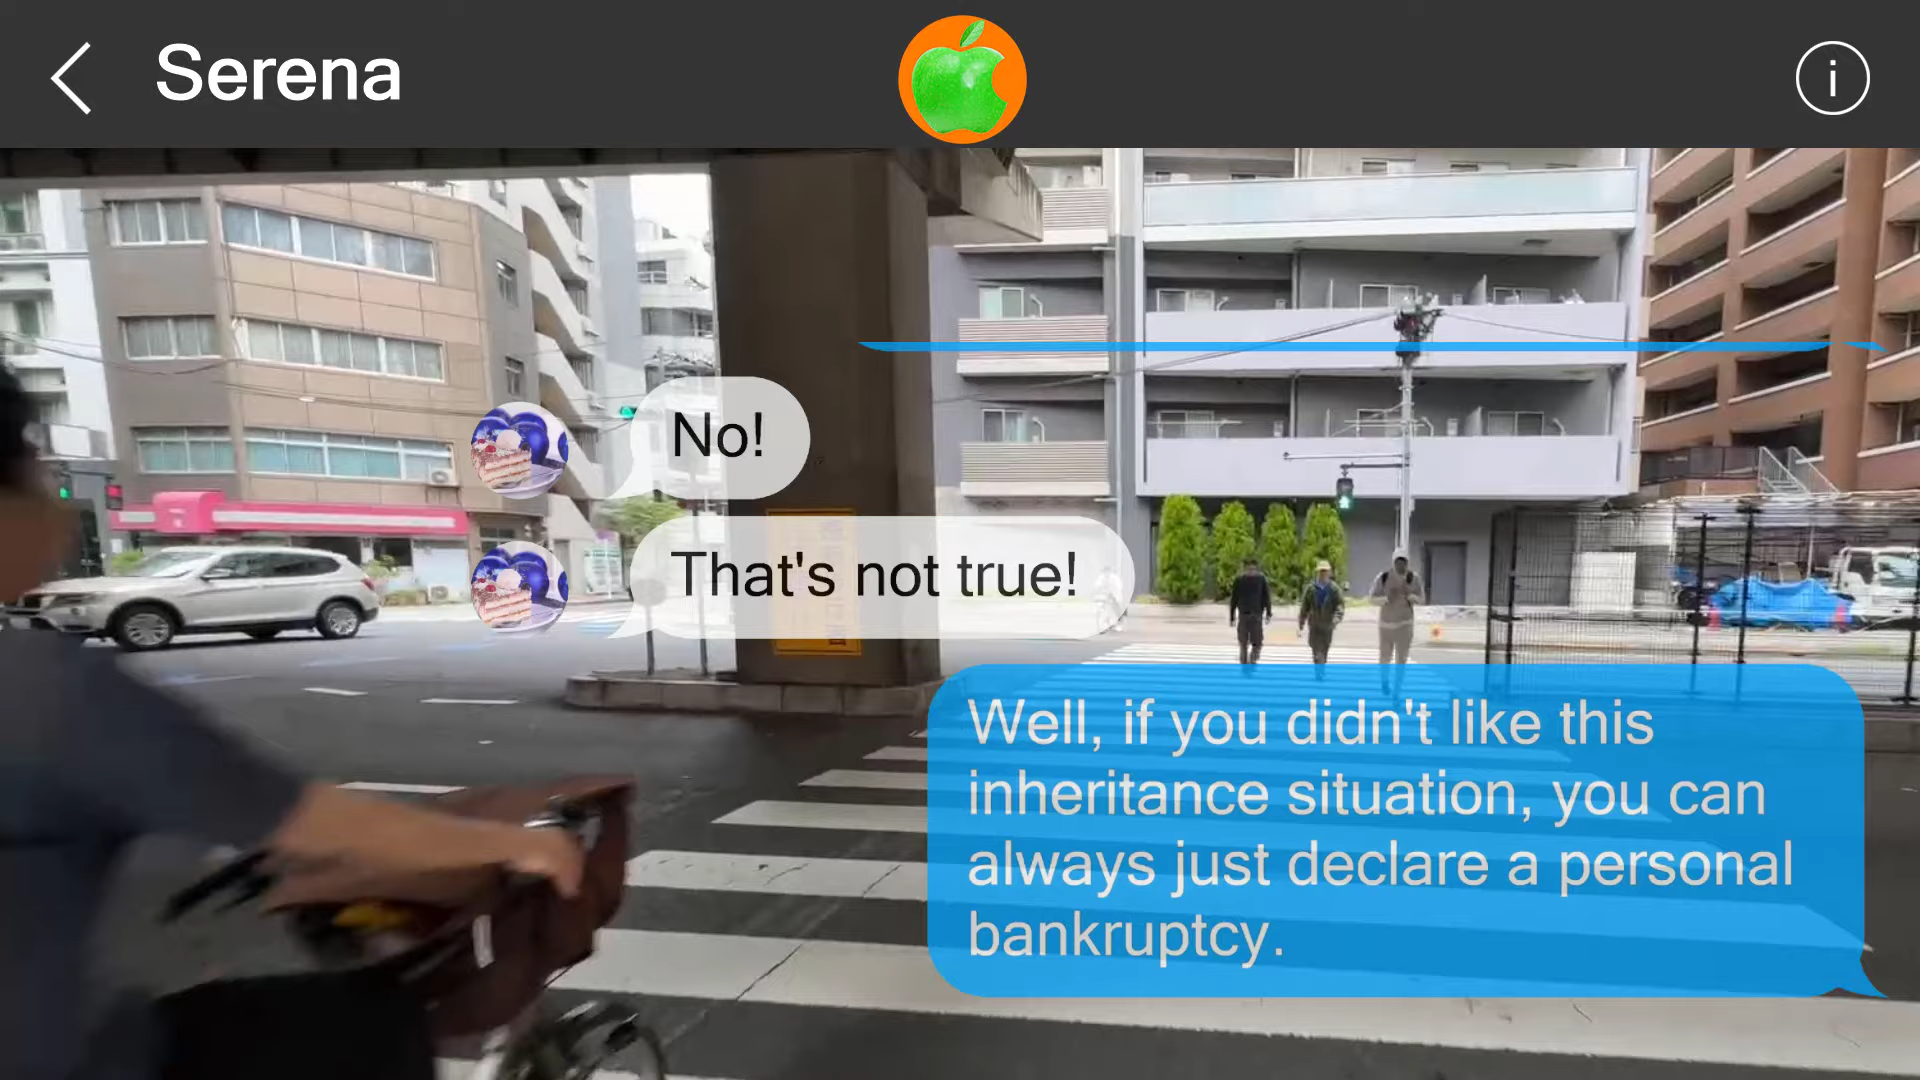 Serena
No!
That's not true!
Well, if you didn't like this
inheritance situation, you can
always just declare a personal
bankruptcy.